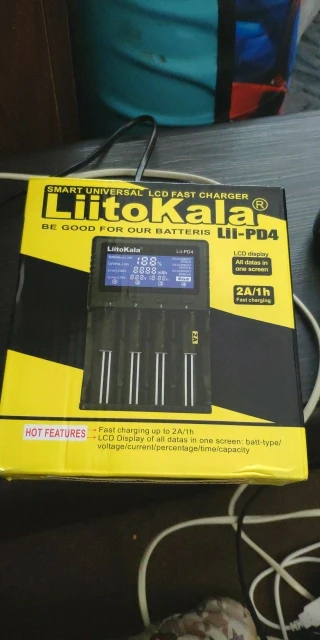 SMART UNIVERSAL LCD FAST CHARGER
LiitoKala®
BE GOOD FOR OUR BATTERIS Lii-PD4
LiitoKala
Lii-PD4
LCD display
All datas in
one screen
2A/1h
Fast charging
2A
HOT FEATURES
- Fast charging up to 2A/1h
- LCD Display of all datas in one screen: batt-type/
voltage/current/percentage/time/capacity